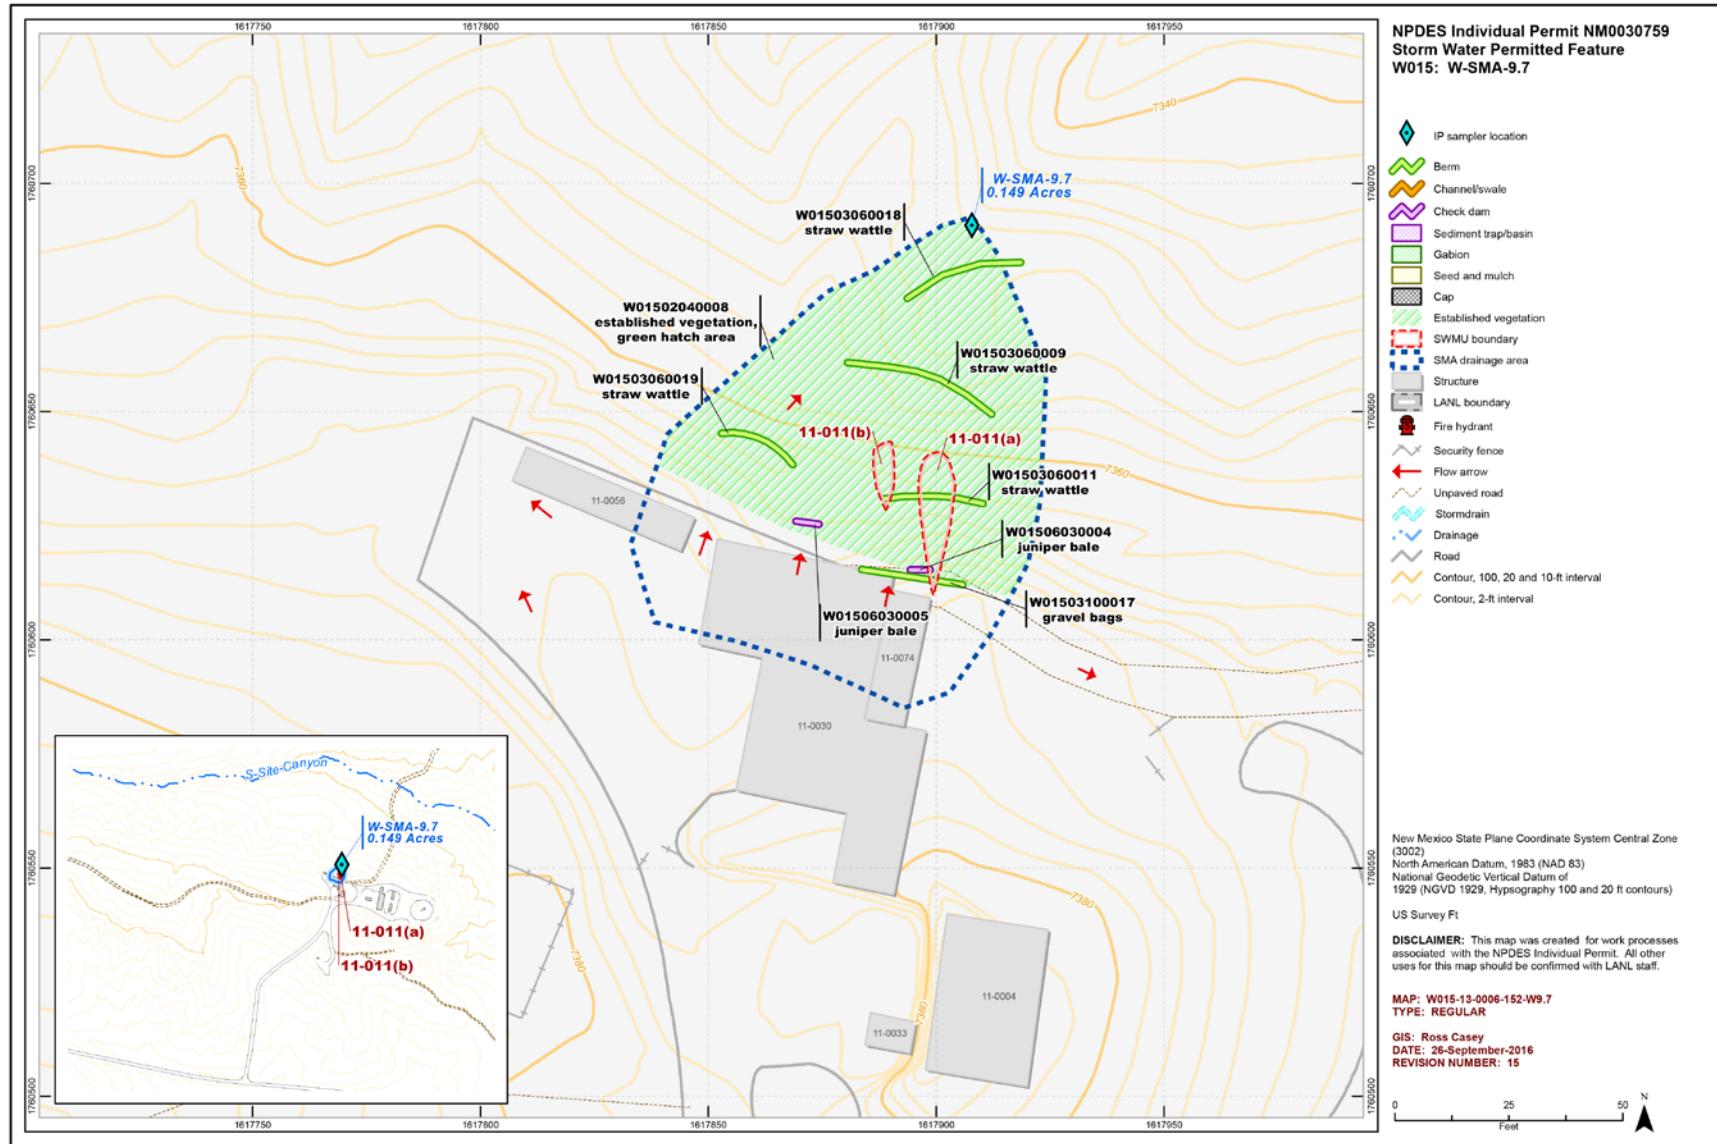 1617750
1617800
1617850
1617900
1617950
NPDES Individual Permit NM0030759
Storm Water Permitted Feature
W015: W-SMA-9.7
7340
7360
1760700
1760700
W-SMA-9.7
0.149 Acres
W01503060018
straw wattle
W01502040008
established vegetation,
green hatch area
W01503060009
straw wattle
W01503060019
straw wattle
1760650
1760650
11-011(b)
11-011(a)
7360
W01503060011
straw wattle
11-0056
W01506030004
juniper bale
W01503100017
gravel bags
W01506030005
juniper bale
1760600
1760600
11-0074
11-0030
S-Site-Canyon
W-SMA-9.7
0.149 Acres
11-011(a)
11-011(b)
1760550
1760550
7380
7380
7380
11-0004
11-0033
1760500
1760500
IP sampler location
Berm
Channel/swale
Check dam
Sediment trap/basin
Gabion
Seed and mulch
Cap
Established vegetation
SWMU boundary
SMA drainage area
Structure
LANL boundary
Fire hydrant
Security fence
Flow arrow
Unpaved road
Stormdrain
Drainage
Road
Contour, 100, 20 and 10-ft interval
Contour, 2-ft interval
New Mexico State Plane Coordinate System Central Zone
(3002)
North American Datum, 1983 (NAD 83)
National Geodetic Vertical Datum of
1929 (NGVD 1929, Hypsography 100 and 20 ft contours)
US Survey Ft
DISCLAIMER: This map was created for work processes
associated with the NPDES Individual Permit. All other
uses for this map should be confirmed with LANL staff.
MAP: W015-13-0006-152-W9.7
TYPE: REGULAR
GIS: Ross Casey
DATE: 26-September-2016
REVISION NUMBER: 15
0 25 50
Feet
N